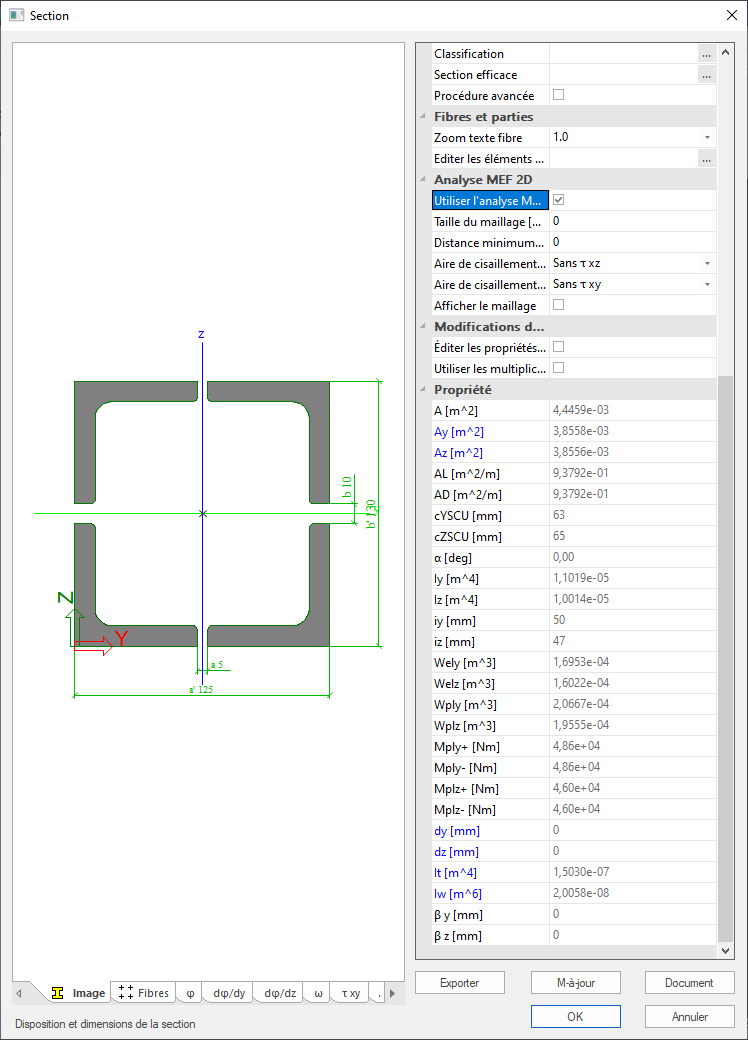 Section
Classification ...
Section efficace ...
Procédure avancée
Fibres et parties
Zoom texte fibre 1.0
Editer les éléments ... ...
Analyse MEF 2D
Utiliser l'analyse M...
Taille du maillage [... 0
Distance minimum... 0
Aire de cisaillement... Sans τ xz
Aire de cisaillement... Sans τ xy
Afficher le maillage
Modifications d...
Éditer les propriétés...
Utiliser les multiplic...
Propriété
A [m^2] 4,4459e-03
Ay [m^2] 3,8558e-03
Az [m^2] 3,8556e-03
AL [m^2/m] 9,3792e-01
AD [m^2/m] 9,3792e-01
cYSCU [mm] 63
cZSCU [mm] 65
α [deg] 0,00
Iy [m^4] 1,1019e-05
Iz [m^4] 1,0014e-05
iy [mm] 50
iz [mm] 47
Wely [m^3] 1,6953e-04
Welz [m^3] 1,6022e-04
Wply [m^3] 2,0667e-04
Wplz [m^3] 1,9555e-04
Mply+ [Nm] 4,86e+04
Mply- [Nm] 4,86e+04
Mplz+ [Nm] 4,60e+04
Mplz- [Nm] 4,60e+04
dy [mm] 0
dz [mm] 0
It [m^4] 1,5030e-07
Iw [m^6] 2,0058e-08
β y [mm] 0
β z [mm] 0
z
b 10
b' 130
Z
Y
a 5
a' 125
Image Fibres φ dφ/dy dφ/dz ω τ xy .
Disposition et dimensions de la section
Exporter M-à-jour Document
OK Annuler